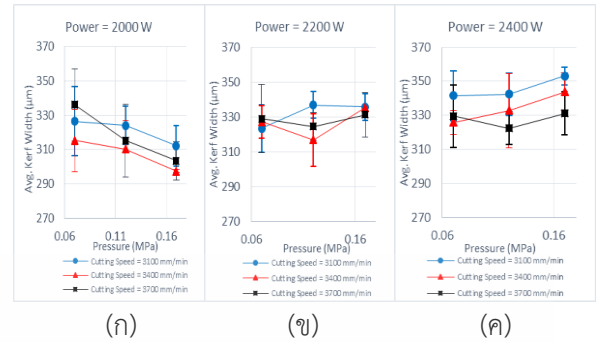 Power = 2000 W
Power = 2200 W
Power = 2400 W
370
350
330
310
290
270
Avg. Kerf Width (μm)
0.06 0.11 0.16
Pressure (MPa)
Cutting Speed = 3100 mm/min
Cutting Speed = 3400 mm/min
Cutting Speed = 3700 mm/min
370
350
330
310
290
270
Avg. Kerf Width (μm)
0.06 0.16
Pressure (MPa)
Cutting Speed = 3100 mm/min
Cutting Speed = 3400 mm/min
Cutting Speed = 3700 mm/min
370
350
330
310
290
270
Avg. Kerf Width (μm)
0.06 0.16
Pressure (MPa)
Cutting Speed = 3100 mm/min
Cutting Speed = 3400 mm/min
Cutting Speed = 3700 mm/min
(ก) (ข) (ค)